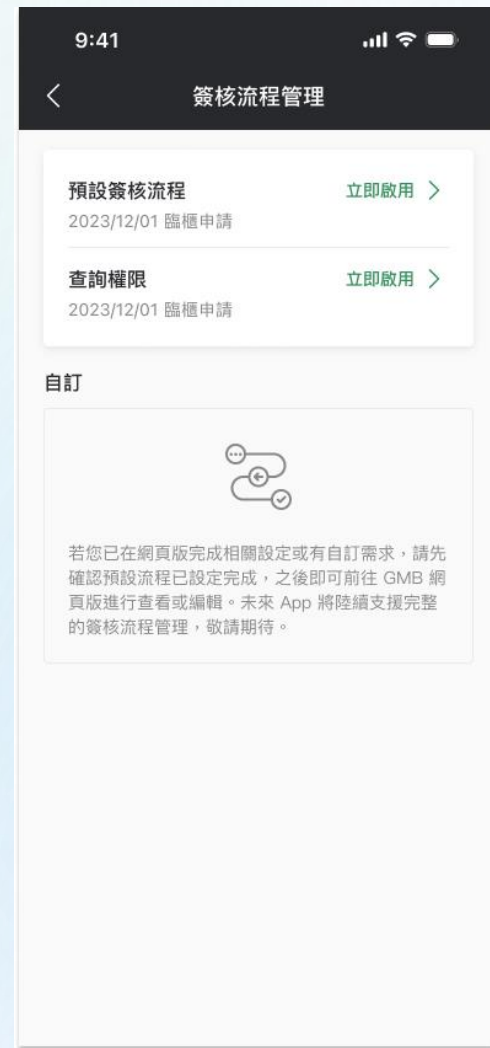 9:41
簽核流程管理
預設簽核流程
立即啟用
2023/12/01 臨櫃申請
查詢權限
立即啟用
2023/12/01 臨櫃申請
自訂
若您已在網頁版完成相關設定或有自訂需求，請先
確認預設流程已設定完成，之後即可前往 GMB 網
頁版進行查看或編輯。未來 App 將陸續支援完整
的簽核流程管理，敬請期待。